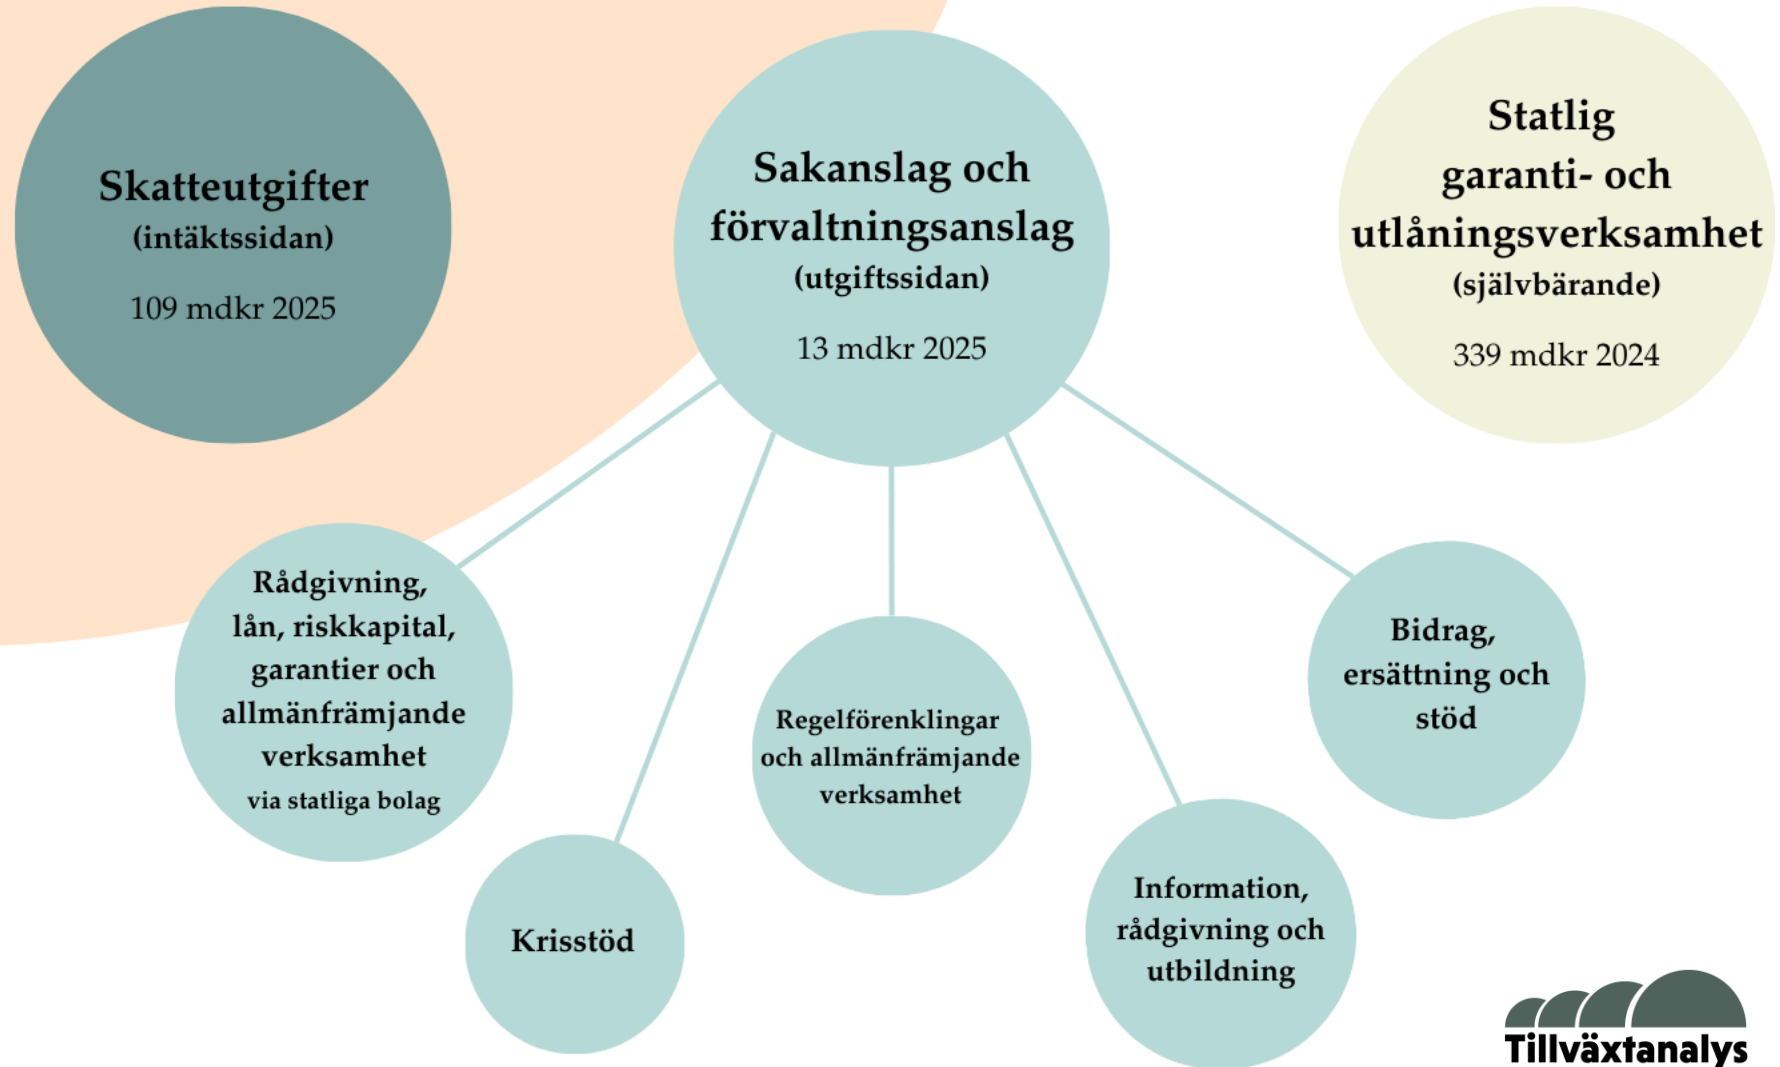 Skatteutgifter
(intäktssidan)
109 mdkr 2025
Sakanslag och
förvaltningsanslag
(utgiftssidan)
13 mdkr 2025
Statlig
garanti- och
utlåningsverksamhet
(självbärande)
339 mdkr 2024
Rådgivning,
lån, riskkapital,
garantier och
allmänfrämjande
verksamhet
via statliga bolag
Krisstöd
Regelförenklingar
och allmänfrämjande
verksamhet
Information,
rådgivning och
utbildning
Bidrag,
ersättning och
stöd
Tillväxtanalys